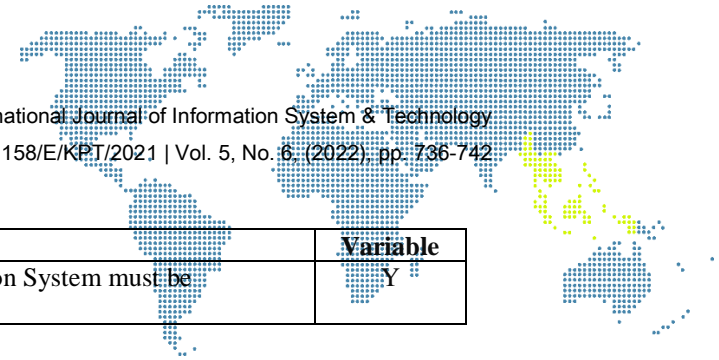 national Journal of Information System & Technology
158/E/KPT/2021 | Vol. 5, No. 6, (2022), pp. 736-742
Variable
on System must be Y